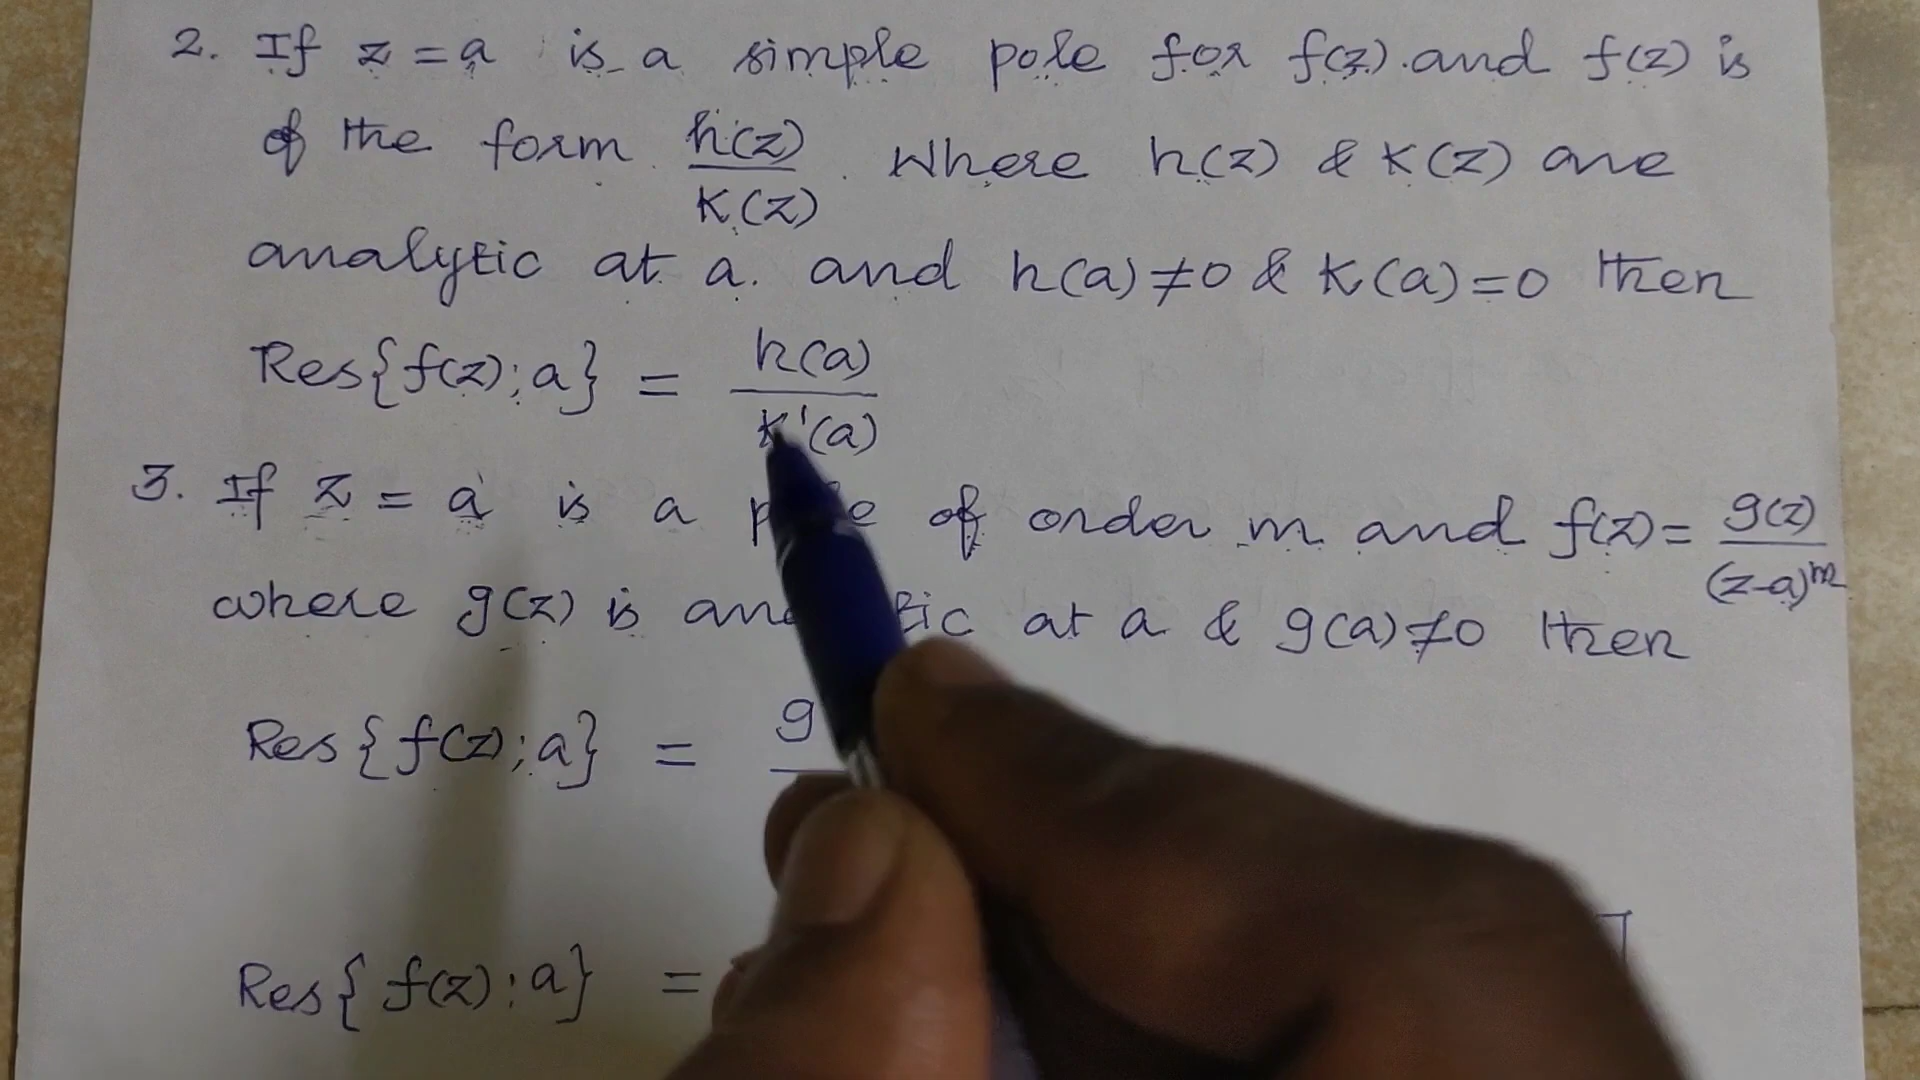 2. If z = a is a simple pole for f(z) and f(z) is
of the form h(z)/K(z). Where h(z) & K(z) are
analytic at a. and h(a)≠0 & K(a)=0 then
Res{f(z);a} = h(a)/K'(a)
3. If z = a is a of order m and f(z)= g(z)/(z-a)^m
where g(z) is at a & g(a)≠0 then
Res{f(z);a} = g
Res{f(z);a} =